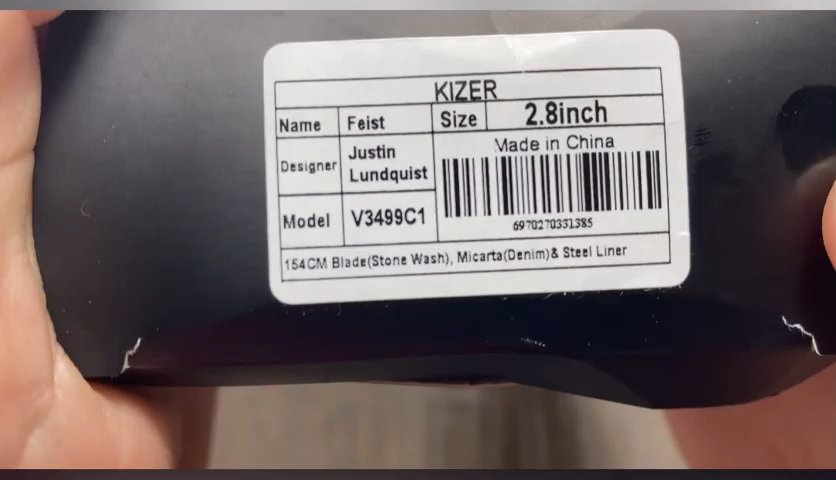 KIZER
Name Feist Size 2.8inch
Designer Justin Lundquist
Made in China
Model V3499C1
6970270331385
154CM Blade(Stone Wash), Micarta(Denim)& Steel Liner